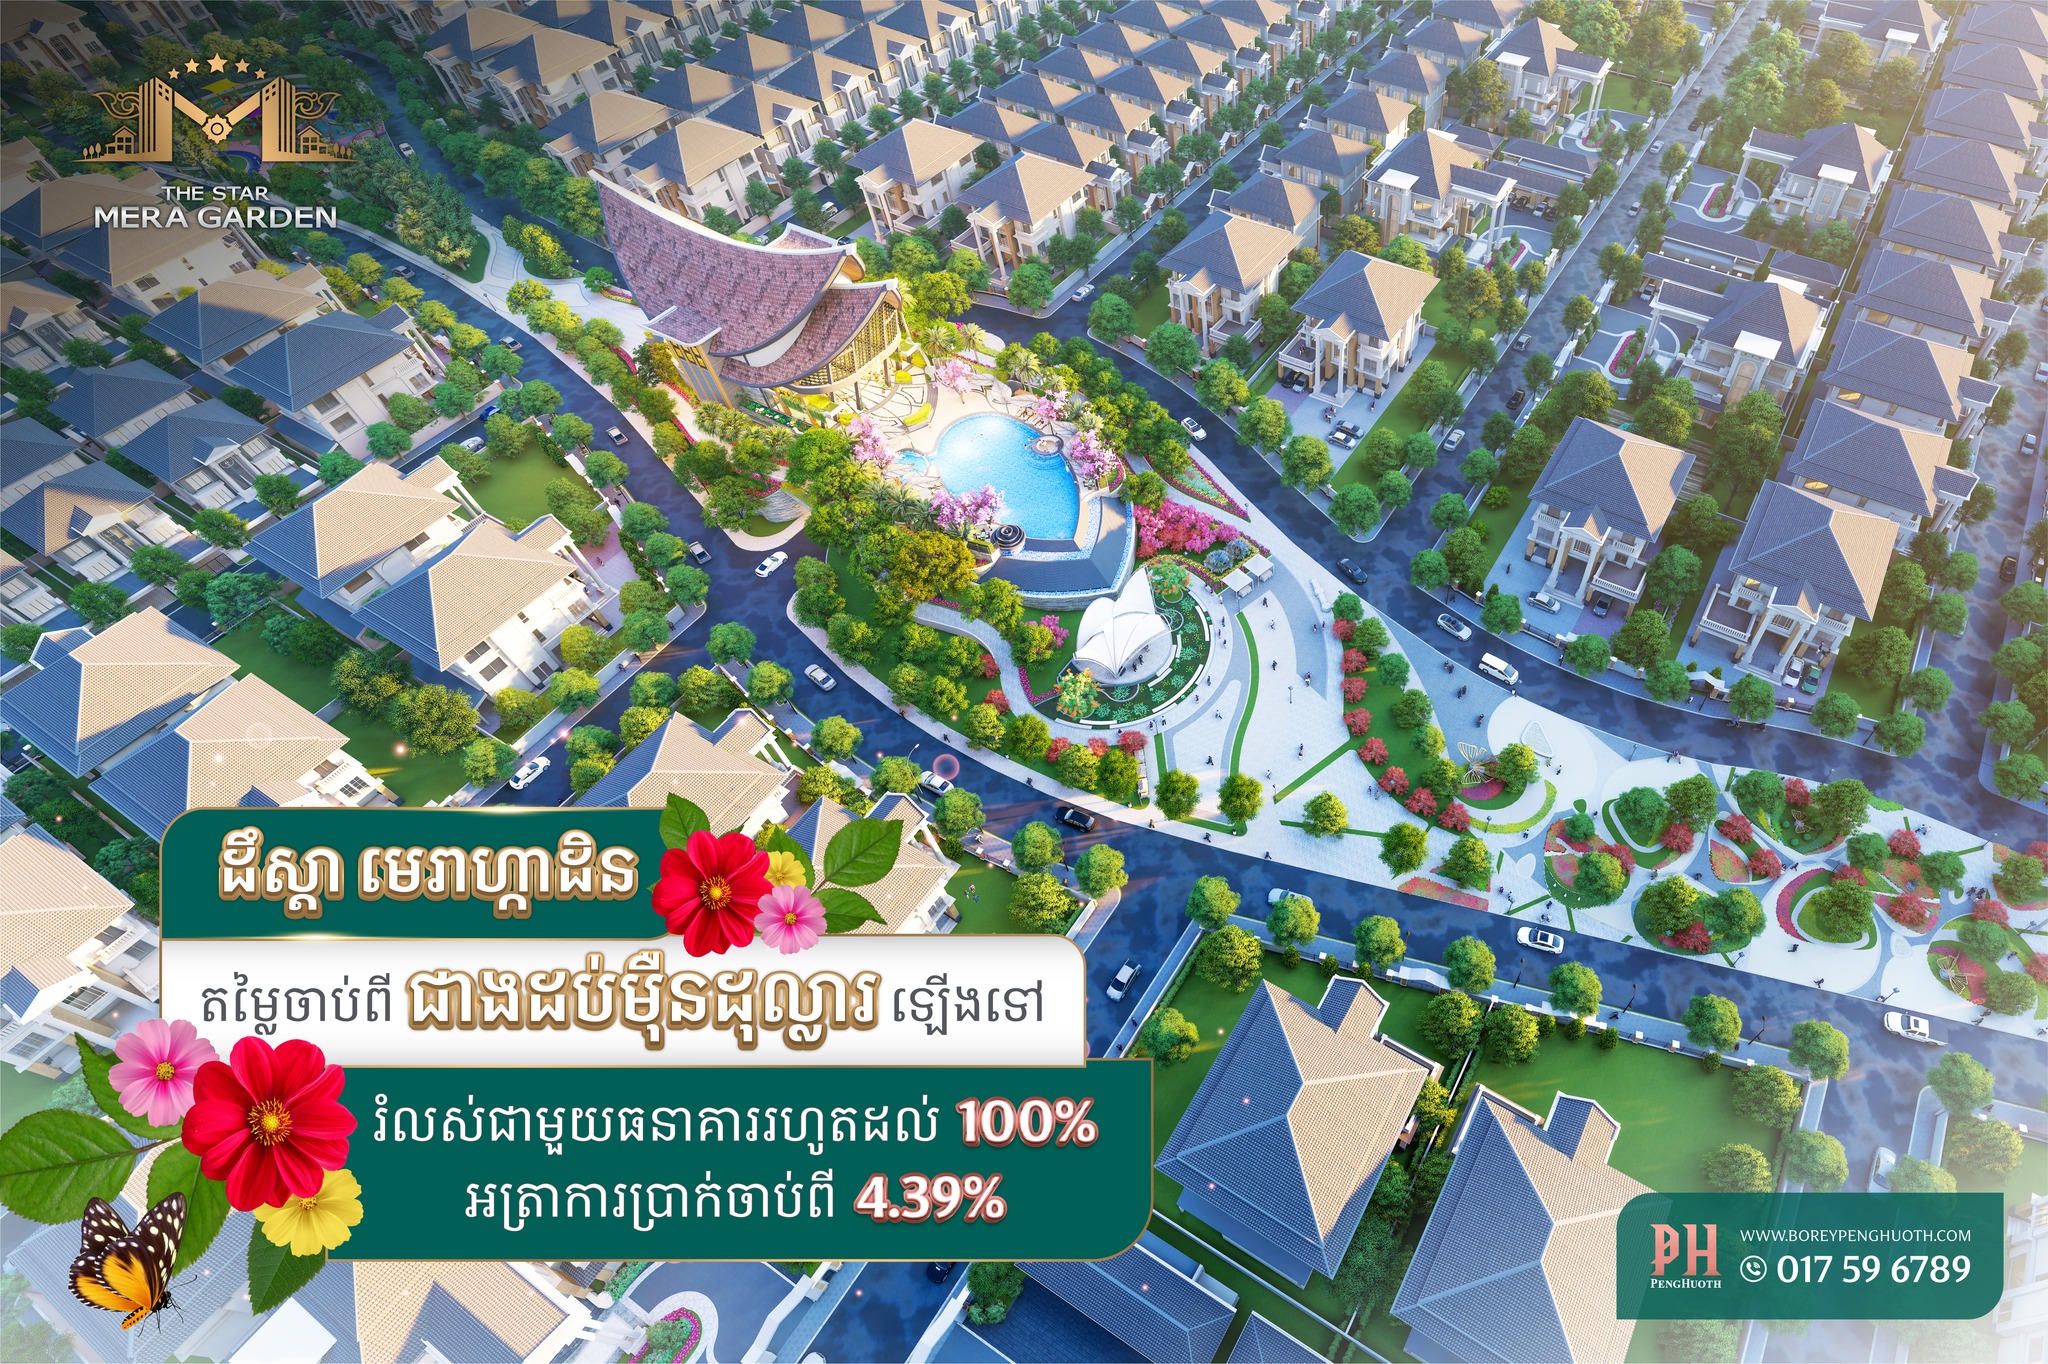 THE STAR
MERA GARDEN
ដឹស្តា មេរាហ្គាដិន
តម្លៃចាប់ពី ជាងដប់ម៉ឺនដុល្លារ ឡើងទៅ
រំលស់ជាមួយធនាគាររហូតដល់ 100%
អត្រាការប្រាក់ចាប់ពី 4.39%
PH
PENGHUOTH
WWW.BOREYPENGHUOTH.COM
017 59 6789